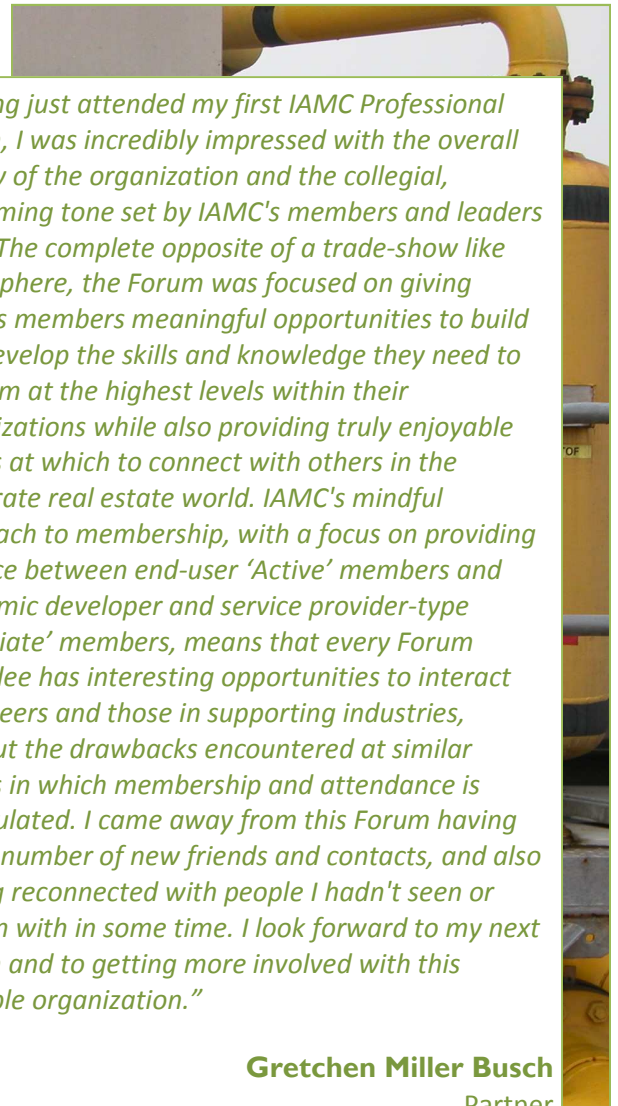 ng just attended my first IAMC Professional
, I was incredibly impressed with the overall
y of the organization and the collegial,
ming tone set by IAMC's members and leaders
The complete opposite of a trade-show like
sphere, the Forum was focused on giving
s members meaningful opportunities to build
evelop the skills and knowledge they need to
m at the highest levels within their
izations while also providing truly enjoyable
s at which to connect with others in the
rate real estate world. IAMC's mindful
ach to membership, with a focus on providing
ce between end-user ‘Active’ members and
mic developer and service provider-type
iate’ members, means that every Forum
lee has interesting opportunities to interact
eers and those in supporting industries,
ut the drawbacks encountered at similar
s in which membership and attendance is
ulated. I came away from this Forum having
number of new friends and contacts, and also
g reconnected with people I hadn't seen or
n with in some time. I look forward to my next
and to getting more involved with this
ble organization.”
Gretchen Miller Busch
Partner
OF